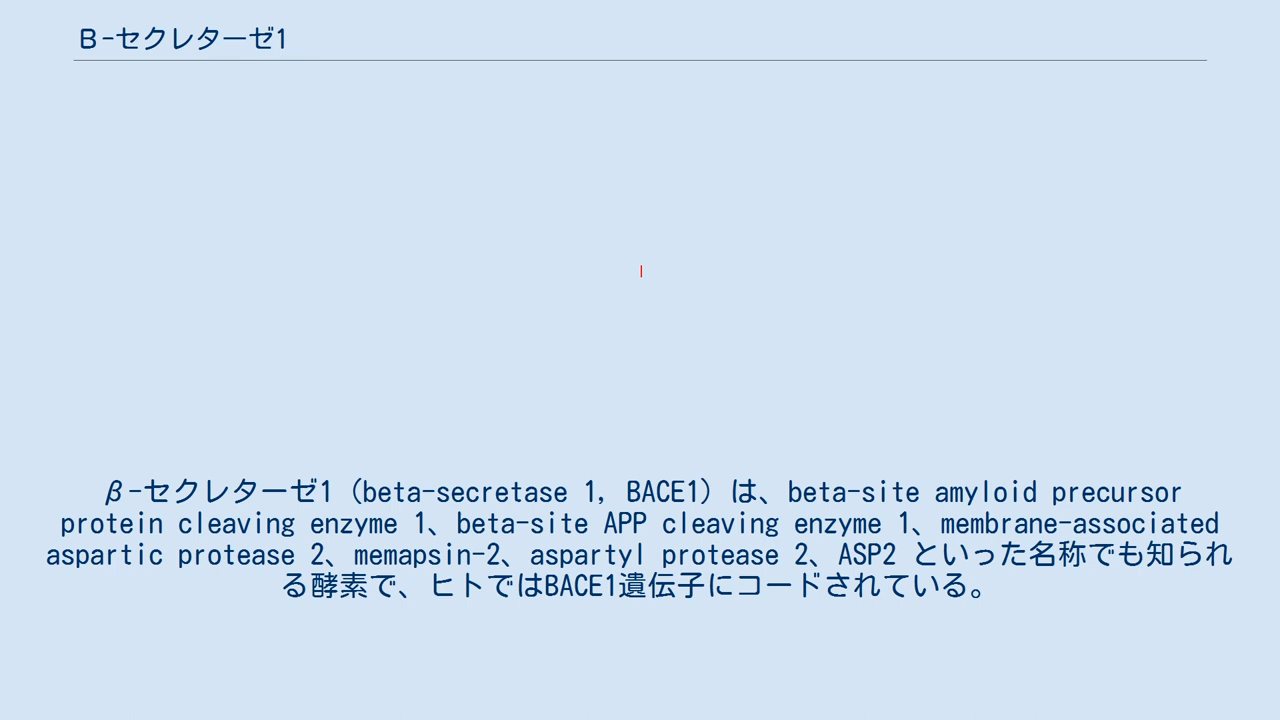 Β-セクレターゼ1
β-セクレターゼ1（beta-secretase 1, BACE1）は、beta-site amyloid precursor
protein cleaving enzyme 1、beta-site APP cleaving enzyme 1、membrane-associated
aspartic protease 2、memapsin-2、aspartyl protease 2、ASP2 といった名称でも知られ
る酵素で、ヒトではBACE1遺伝子にコードされている。